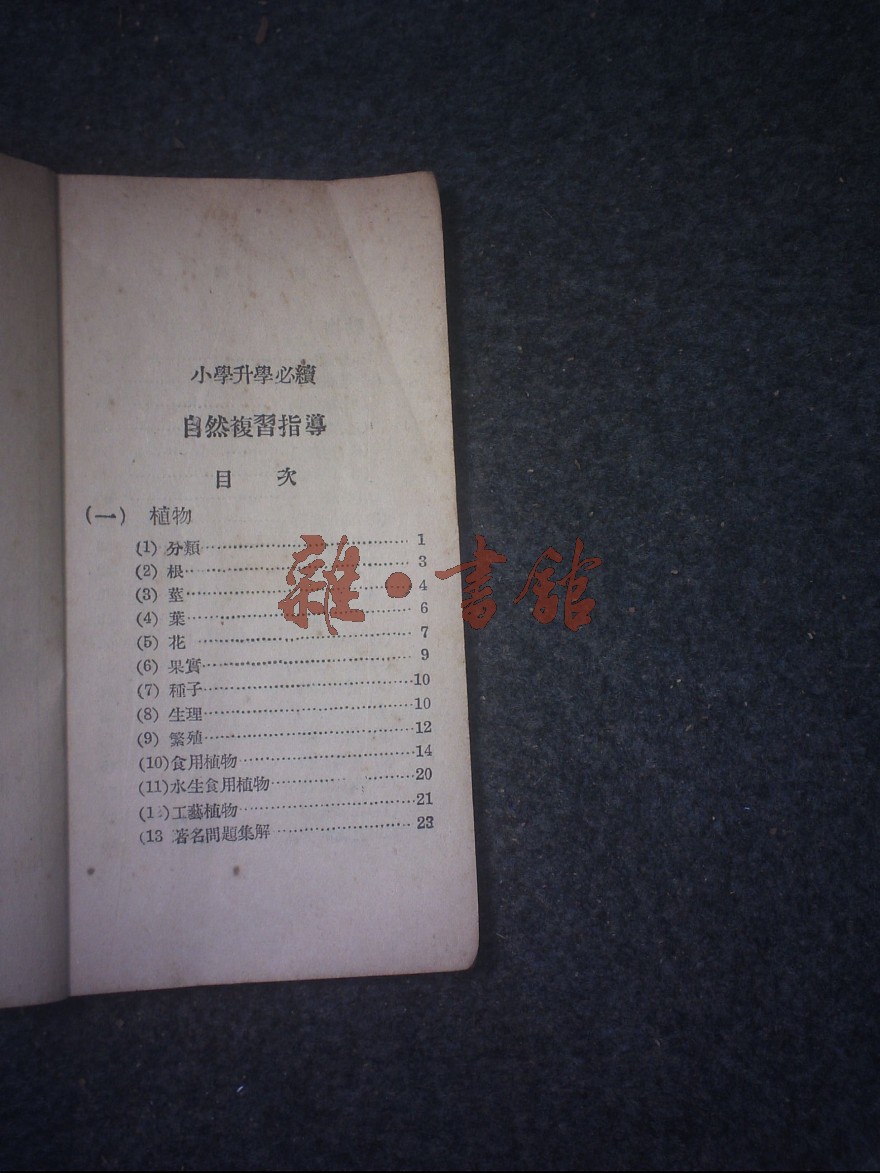 小學升學必續
自然複習指導
目 次
(一) 植物
(1) 分類 1
(2) 根 3
(3) 莖 4
(4) 葉 6
(5) 花 7
(6) 果實 9
(7) 種子 10
(8) 生理 10
(9) 繁殖 12
(10)食用植物 14
(11)水生食用植物 20
(1 )工藝植物 21
(13 著名問題集解 23
雜·書館